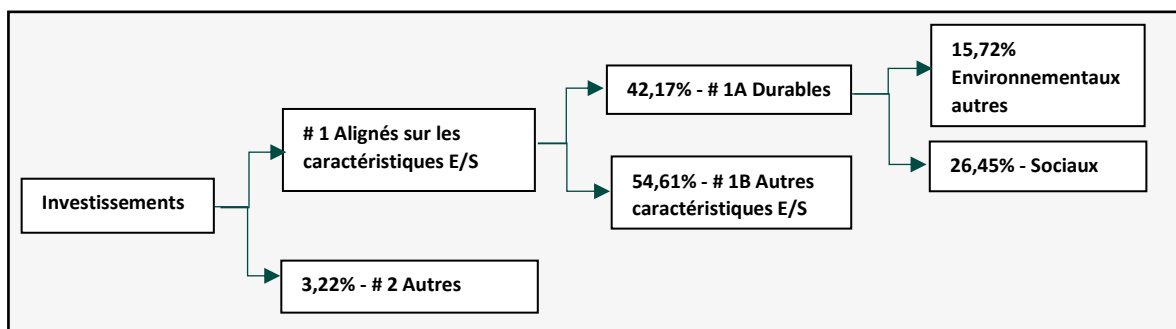 Investissements
# 1 Alignés sur les
caractéristiques E/S
3,22% - # 2 Autres
42,17% - # 1A Durables
54,61% - # 1B Autres
caractéristiques E/S
15,72%
Environnementaux
autres
26,45% - Sociaux